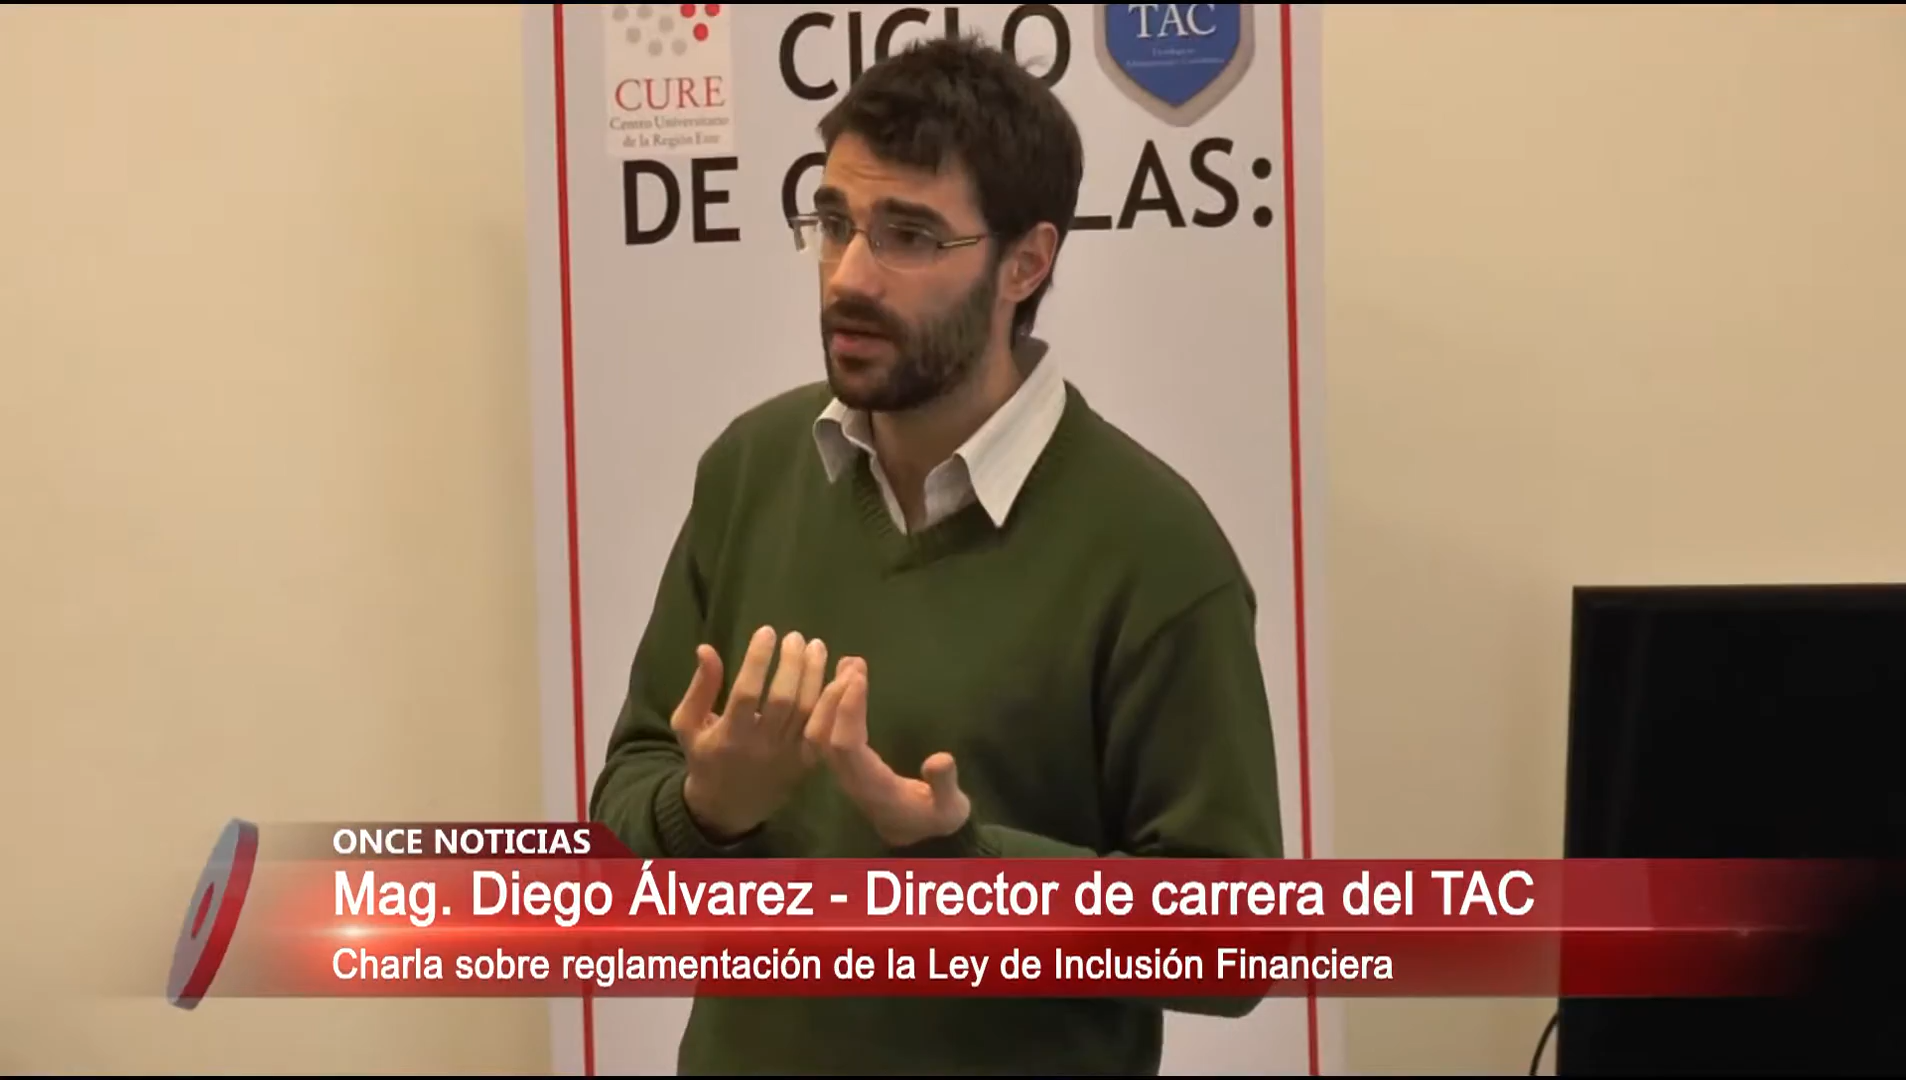 CICLO
TAC
CURE
Centro Universitario
de la Región Este
DE LAS:
ONCE NOTICIAS
Mag. Diego Álvarez - Director de carrera del TAC
Charla sobre reglamentación de la Ley de Inclusión Financiera